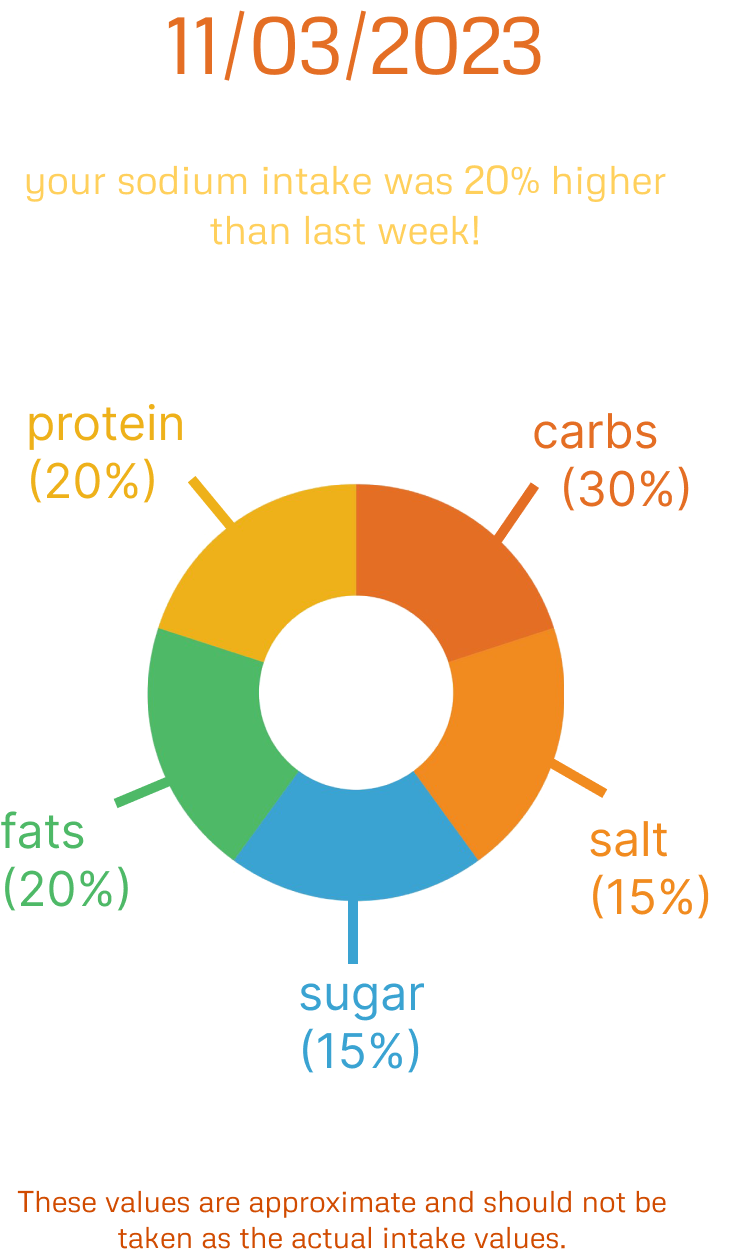 11/03/2023
your sodium intake was 20% higher
than last week!
protein
(20%)
carbs
(30%)
fats
(20%)
salt
(15%)
sugar
(15%)
These values are approximate and should not be
taken as the actual intake values.